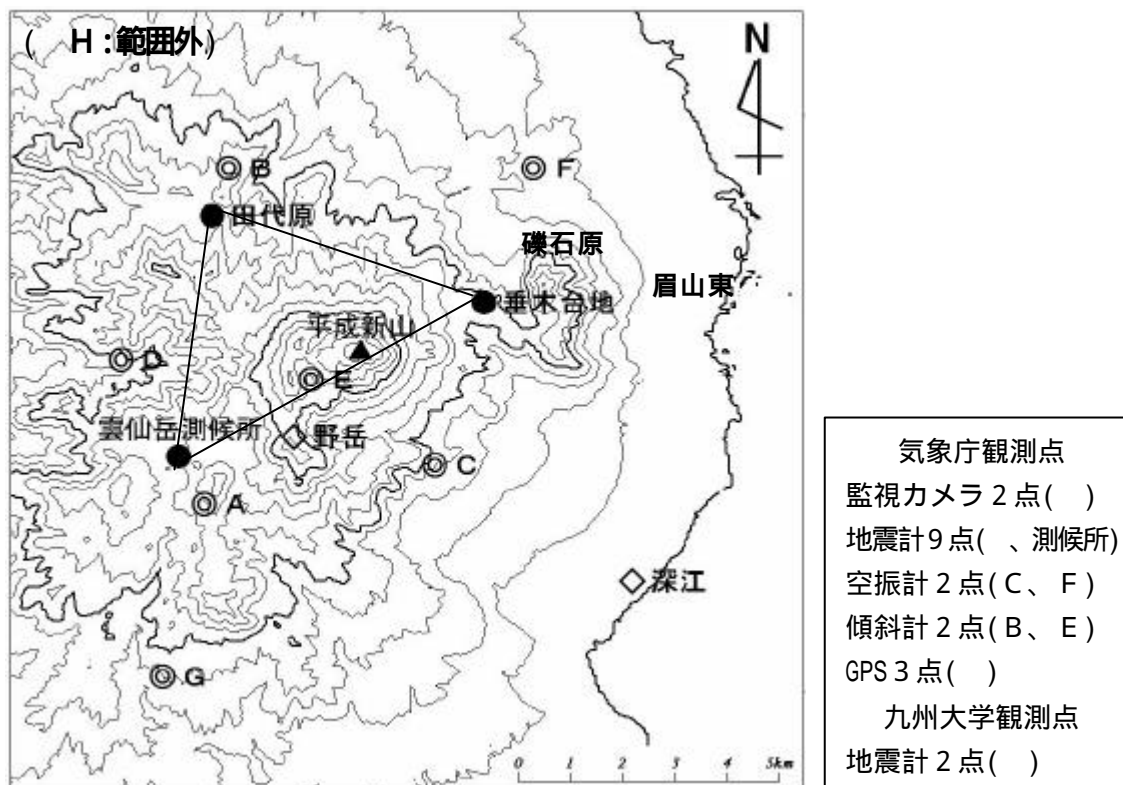 ( H:範囲外)
N
◎B
◎F
●田代原
礫石原
眉山東
●垂木台地
平成新山
▲
◎D
◎E
雲仙岳測候所
◇野岳
◎C
◎A
◇深江
◎G
0 1 2 3 4 5km
気象庁観測点
監視カメラ2点( )
地震計9点( 、測候所)
空振計2点(C、F)
傾斜計2点(B、E)
GPS3点( )
九州大学観測点
地震計2点( )